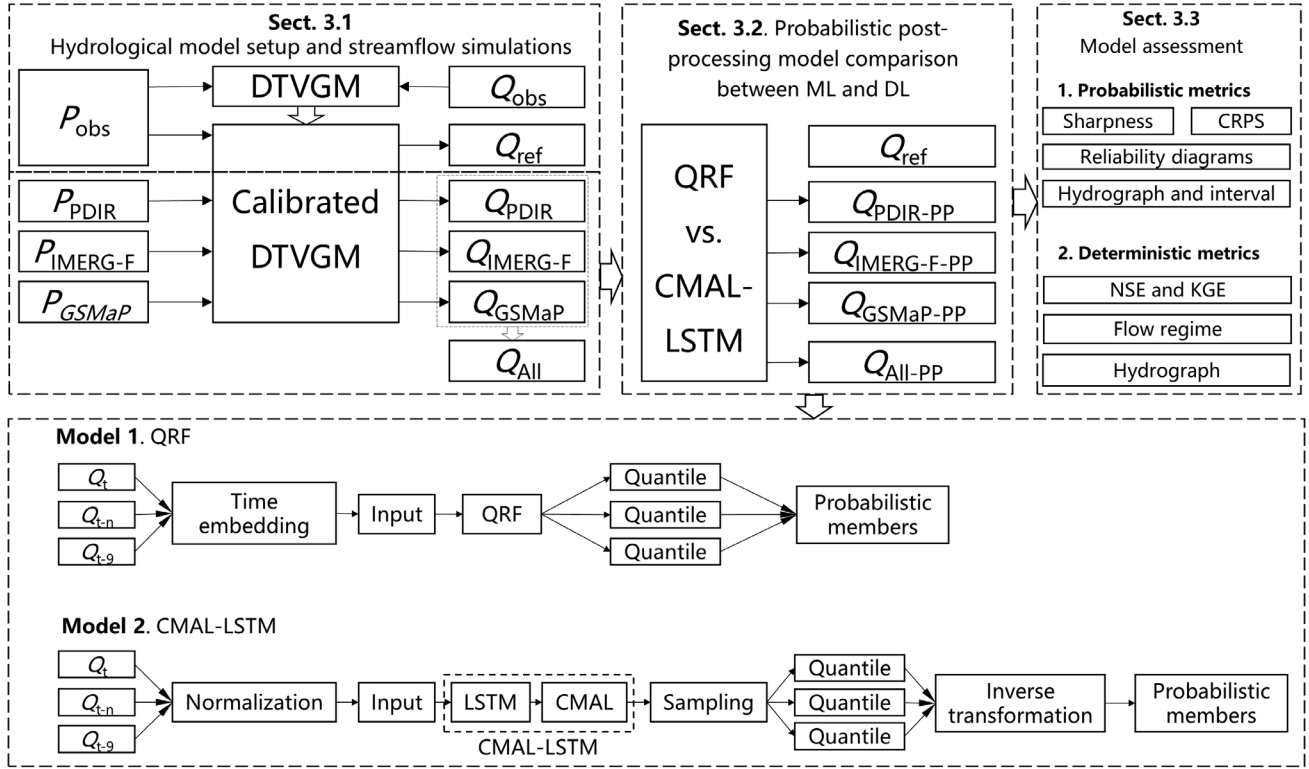 Sect. 3.1
Hydrological model setup and streamflow simulations
P_obs
DTVGM
Q_obs
Q_ref
Calibrated
DTVGM
P_PDIR
Q_PDIR
P_IMERG-F
Q_IMERG-F
P_GSMaP
Q_GSMaP
Q_All
Sect. 3.2. Probabilistic post-
processing model comparison
between ML and DL
QRF
vs.
CMAL-
LSTM
Q_ref
Q_PDIR-PP
Q_IMERG-F-PP
Q_GSMaP-PP
Q_All-PP
Sect. 3.3
Model assessment
1. Probabilistic metrics
Sharpness
CRPS
Reliability diagrams
Hydrograph and interval
2. Deterministic metrics
NSE and KGE
Flow regime
Hydrograph
Model 1. QRF
Q_t
Q_t-n
Q_t-9
Time
embedding
Input
QRF
Quantile
Quantile
Quantile
Probabilistic
members
Model 2. CMAL-LSTM
Q_t
Q_t-n
Q_t-9
Normalization
Input
LSTM
CMAL
CMAL-LSTM
Sampling
Quantile
Quantile
Quantile
Inverse
transformation
Probabilistic
members